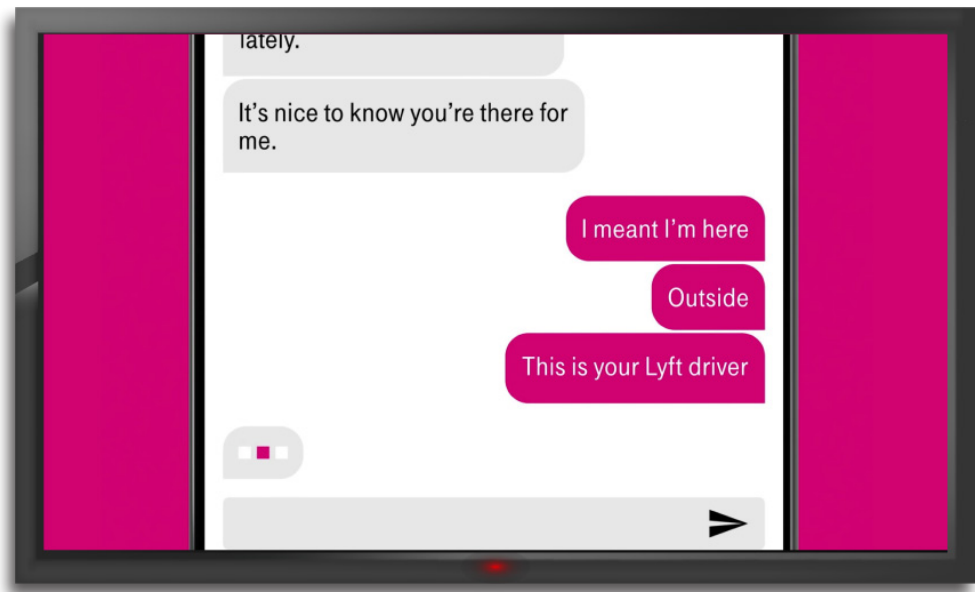 lately.
It's nice to know you're there for
me.
I meant I'm here
Outside
This is your Lyft driver